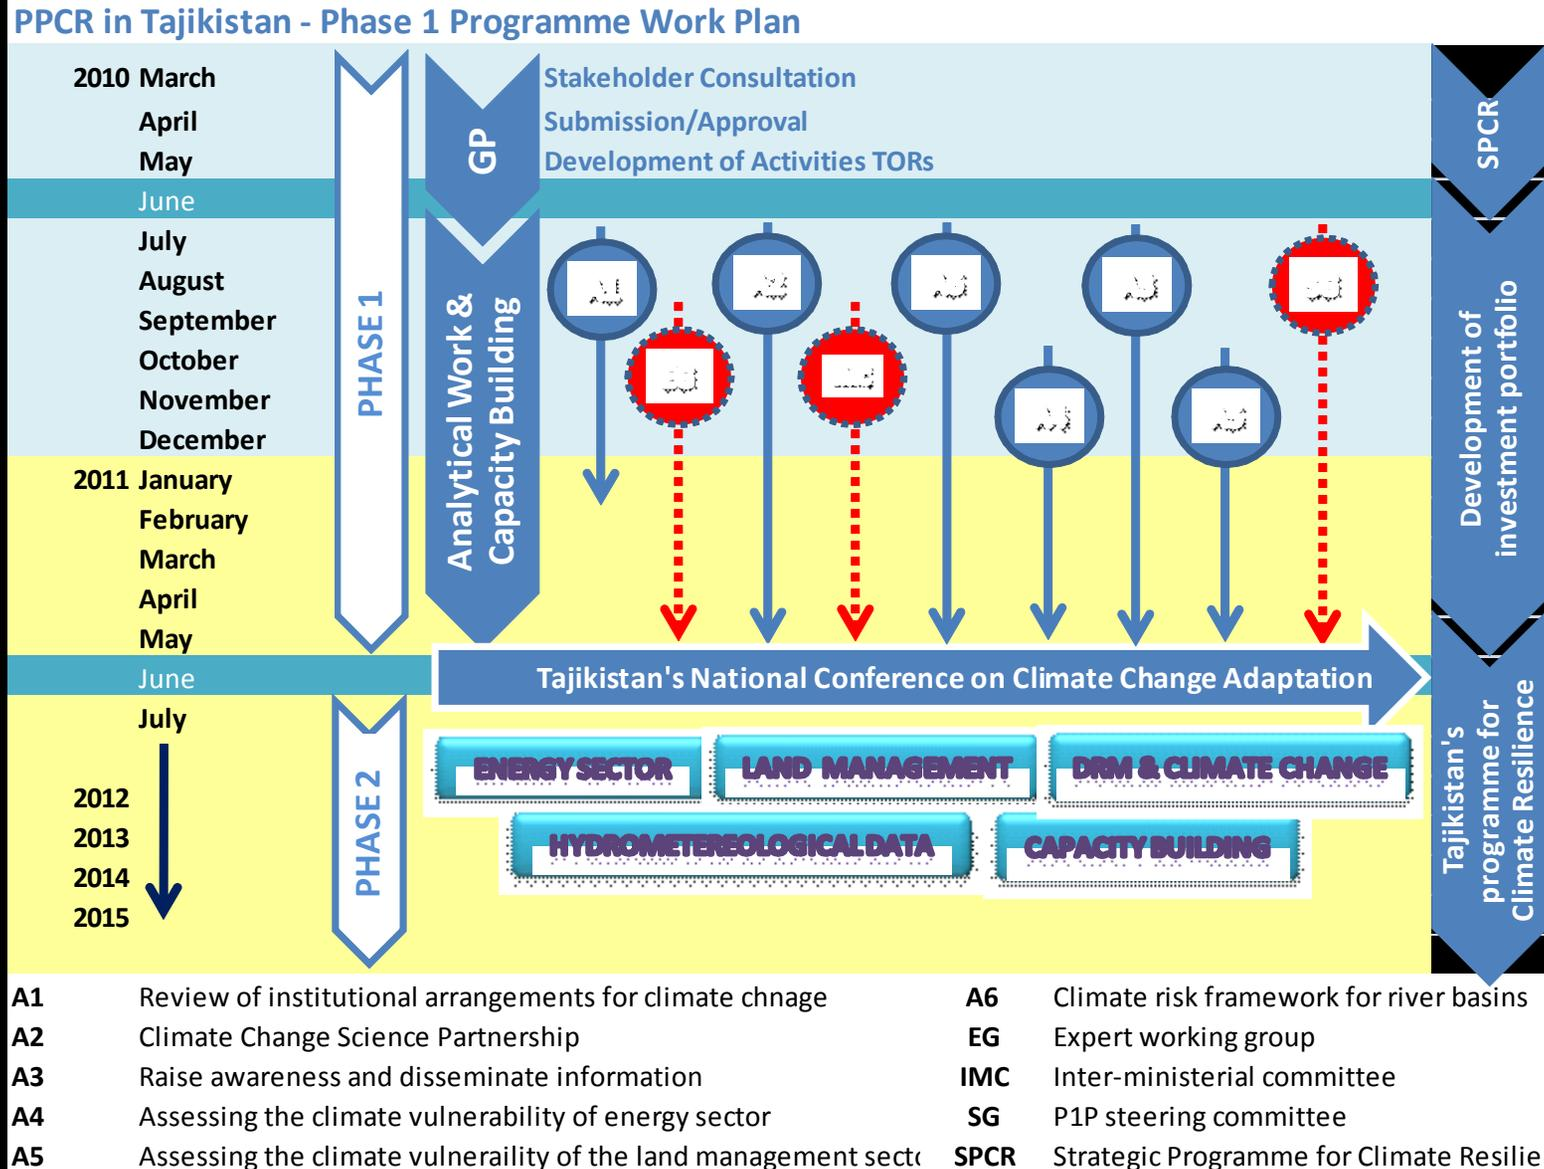 PPCR in Tajikistan - Phase 1 Programme Work Plan
2010 March
Stakeholder Consultation
April
Submission/Approval
May
Development of Activities TORs
June
July
August
September
October
November
December
2011 January
February
March
April
May
June
July
2012
2013
2014
2015
PHASE 1
PHASE 2
GP
Analytical Work &
Capacity Building
Tajikistan's National Conference on Climate Change Adaptation
ENERGY SECTOR
LAND MANAGEMENT
DRM & CLIMATE CHANGE
HYDROMETEREOLOGICAL DATA
CAPACITY BUILDING
SPCR
Development of
investment portfolio
Tajikistan's
programme for
Climate Resilience
A1 Review of institutional arrangements for climate chnage
A2 Climate Change Science Partnership
A3 Raise awareness and disseminate information
A4 Assessing the climate vulnerability of energy sector
A5 Assessing the climate vulneraility of the land management
A6 Climate risk framework for river basins
EG Expert working group
IMC Inter-ministerial committee
SG P1P steering committee
SPCR Strategic Programme for Climate